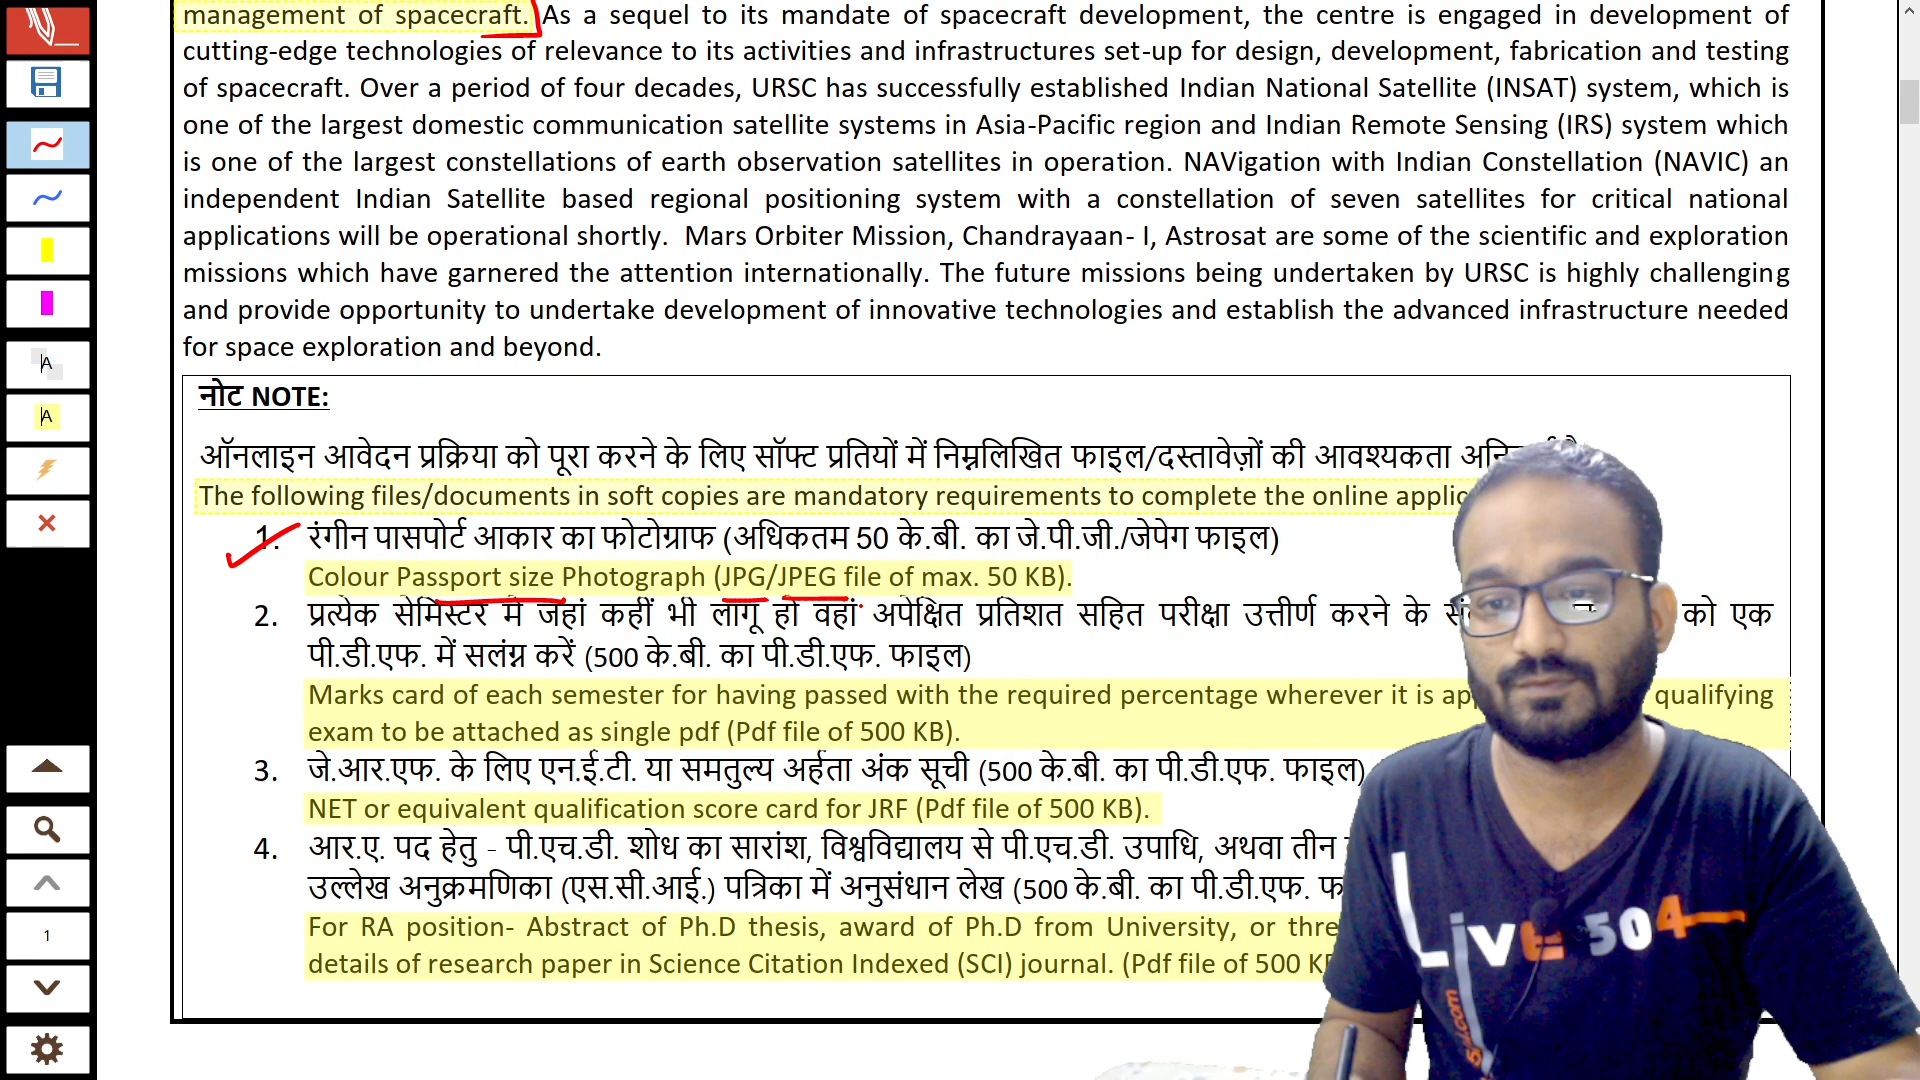 management of spacecraft. As a sequel to its mandate of spacecraft development, the centre is engaged in development of
cutting-edge technologies of relevance to its activities and infrastructures set-up for design, development, fabrication and testing
of spacecraft. Over a period of four decades, URSC has successfully established Indian National Satellite (INSAT) system, which is
one of the largest domestic communication satellite systems in Asia-Pacific region and Indian Remote Sensing (IRS) system which
is one of the largest constellations of earth observation satellites in operation. NAVigation with Indian Constellation (NAVIC) an
independent Indian Satellite based regional positioning system with a constellation of seven satellites for critical national
applications will be operational shortly. Mars Orbiter Mission, Chandrayaan- I, Astrosat are some of the scientific and exploration
missions which have garnered the attention internationally. The future missions being undertaken by URSC is highly challenging
and provide opportunity to undertake development of innovative technologies and establish the advanced infrastructure needed
for space exploration and beyond.
नोट NOTE:
ऑनलाइन आवेदन प्रक्रिया को पूरा करने के लिए सॉफ्ट प्रतियों में निम्नलिखित फाइल/दस्तावेज़ों की आवश्यकता
The following files/documents in soft copies are mandatory requirements to complete the online
1. रंगीन पासपोर्ट आकार का फोटोग्राफ (अधिकतम 50 के.बी. का जे.पी.जी./जेपेग फाइल)
Colour Passport size Photograph (JPG/JPEG file of max. 50 KB).
2. प्रत्येक सेमिस्टर में जहां कहीं भी लागू हो वहां अपेक्षित प्रतिशत सहित परीक्षा उत्तीर्ण करने के को एक
पी.डी.एफ. में सलंग्न करें (500 के.बी. का पी.डी.एफ. फाइल)
Marks card of each semester for having passed with the required percentage wherever it is qualifying
exam to be attached as single pdf (Pdf file of 500 KB).
3. जे.आर.एफ. के लिए एन.ई.टी. या समतुल्य अर्हता अंक सूची (500 के.बी. का पी.डी.एफ. फाइल)
NET or equivalent qualification score card for JRF (Pdf file of 500 KB).
4. आर.ए. पद हेतु - पी.एच.डी. शोध का सारांश, विश्वविद्यालय से पी.एच.डी. उपाधि, अथवा तीन
उल्लेख अनुक्रमणिका (एस.सी.आई.) पत्रिका में अनुसंधान लेख (500 के.बी. का पी.डी.एफ.
For RA position- Abstract of Ph.D thesis, award of Ph.D from University, or
details of research paper in Science Citation Indexed (SCI) journal. (Pdf file of 500
A
A
1
LivE 504